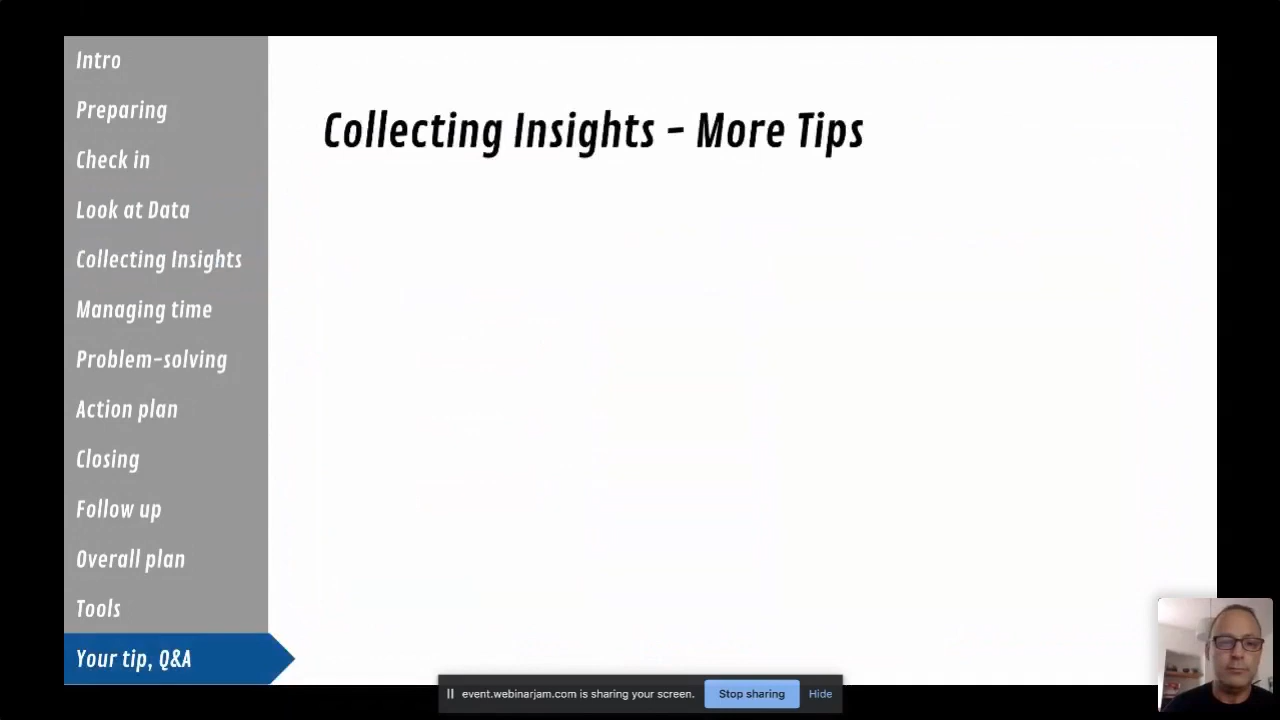 Intro
Preparing
Check in
Look at Data
Collecting Insights
Managing time
Problem-solving
Action plan
Closing
Follow up
Overall plan
Tools
Your tip, Q&A
Collecting Insights - More Tips
event.webinarjam.com is sharing your screen.
Stop sharing
Hide